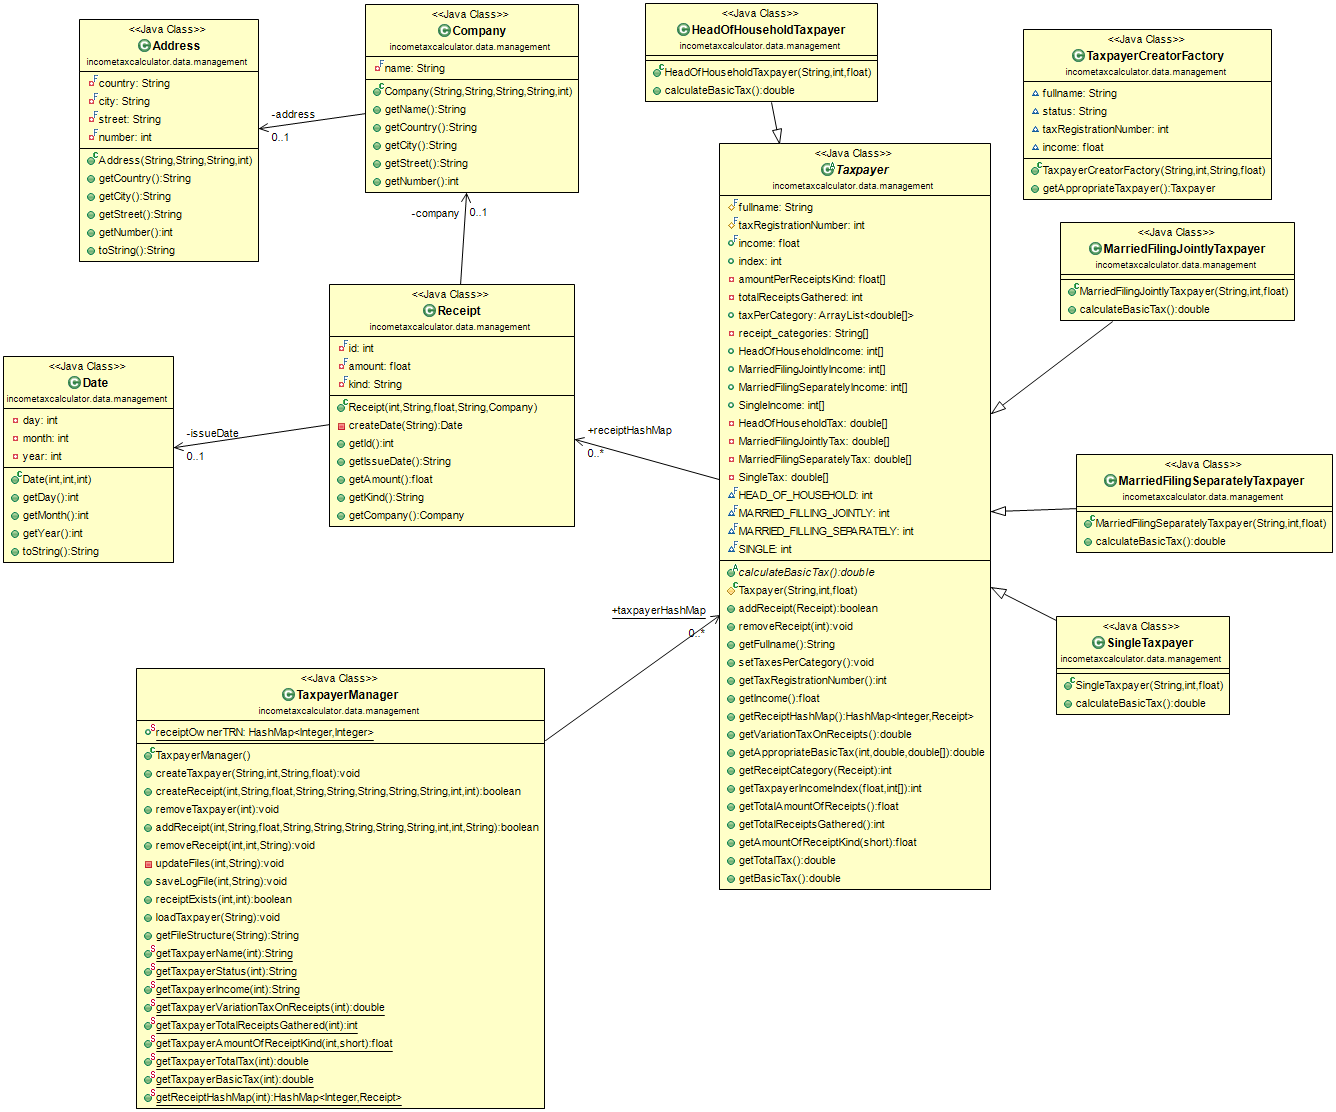 <<Java Class>>
Address
incometaxcalculator.data.management
country: String
city: String
street: String
number: int
Address(String,String,String,int)
getCountry():String
getCity():String
getStreet():String
getNumber():int
toString():String
<<Java Class>>
Company
incometaxcalculator.data.management
name: String
Company(String,String,String,String,int)
getName():String
getCountry():String
getCity():String
getStreet():String
getNumber():int
-address
0..1
-company
0..1
<<Java Class>>
HeadOfHouseholdTaxpayer
incometaxcalculator.data.management
HeadOfHouseholdTaxpayer(String,int,float)
calculateBasicTax():double
<<Java Class>>
TaxpayerCreatorFactory
incometaxcalculator.data.management
fullname: String
status: String
taxRegistrationNumber: int
income: float
TaxpayerCreatorFactory(String,int,String,float)
getAppropriateTaxpayer():Taxpayer
<<Java Class>>
Taxpayer
incometaxcalculator.data.management
fullname: String
taxRegistrationNumber: int
income: float
index: int
amountPerReceiptsKind: float[]
totalReceiptsGathered: int
taxPerCategory: ArrayList<double[]>
receipt_categories: String[]
HeadOfHouseholdIncome: int[]
MarriedFilingJointlyIncome: int[]
MarriedFilingSeparatelyIncome: int[]
SingleIncome: int[]
HeadOfHouseholdTax: double[]
MarriedFilingJointlyTax: double[]
MarriedFilingSeparatelyTax: double[]
SingleTax: double[]
HEAD_OF_HOUSEHOLD: int
MARRIED_FILLING_JOINTLY: int
MARRIED_FILLING_SEPARATELY: int
SINGLE: int
calculateBasicTax():double
Taxpayer(String,int,float)
addReceipt(Receipt):boolean
removeReceipt(int):void
getFullname():String
setTaxesPerCategory():void
getTaxRegistrationNumber():int
getIncome():float
getReceiptHashMap():HashMap<Integer,Receipt>
getVariationTaxOnReceipts():double
getAppropriateBasicTax(int,double,double[]):double
getReceiptCategory(Receipt):int
getTaxpayerIncomeIndex(float,int[]):int
getTotalAmountOfReceipts():float
getTotalReceiptsGathered():int
getAmountOfReceiptKind(short):float
getTotalTax():double
getBasicTax():double
<<Java Class>>
MarriedFilingJointlyTaxpayer
incometaxcalculator.data.management
MarriedFilingJointlyTaxpayer(String,int,float)
calculateBasicTax():double
<<Java Class>>
Receipt
incometaxcalculator.data.management
id: int
amount: float
kind: String
Receipt(int,String,float,String,Company)
createDate(String):Date
getId():int
getIssueDate():String
getAmount():float
getKind():String
getCompany():Company
<<Java Class>>
Date
incometaxcalculator.data.management
day: int
month: int
year: int
Date(int,int,int)
getDay():int
getMonth():int
getYear():int
toString():String
-issueDate
0..1
+receiptHashMap
0..*
<<Java Class>>
MarriedFilingSeparatelyTaxpayer
incometaxcalculator.data.management
MarriedFilingSeparatelyTaxpayer(String,int,float)
calculateBasicTax():double
+taxpayerHashMap
0..*
<<Java Class>>
SingleTaxpayer
incometaxcalculator.data.management
SingleTaxpayer(String,int,float)
calculateBasicTax():double
<<Java Class>>
TaxpayerManager
incometaxcalculator.data.management
receiptOwnerTRN: HashMap<Integer,Integer>
TaxpayerManager()
createTaxpayer(String,int,String,float):void
createReceipt(int,String,float,String,String,String,String,String,int,int):boolean
removeTaxpayer(int):void
addReceipt(int,String,float,String,String,String,String,String,int,int,String):boolean
removeReceipt(int,int,String):void
updateFiles(int,String):void
saveLogFile(int,String):void
receiptExists(int,int):boolean
loadTaxpayer(String):void
getFileStructure(String):String
getTaxpayerName(int):String
getTaxpayerStatus(int):String
getTaxpayerIncome(int):String
getTaxpayerVariationTaxOnReceipts(int):double
getTaxpayerTotalReceiptsGathered(int):int
getTaxpayerAmountOfReceiptKind(int,short):float
getTaxpayerTotalTax(int):double
getTaxpayerBasicTax(int):double
getReceiptHashMap(int):HashMap<Integer,Receipt>